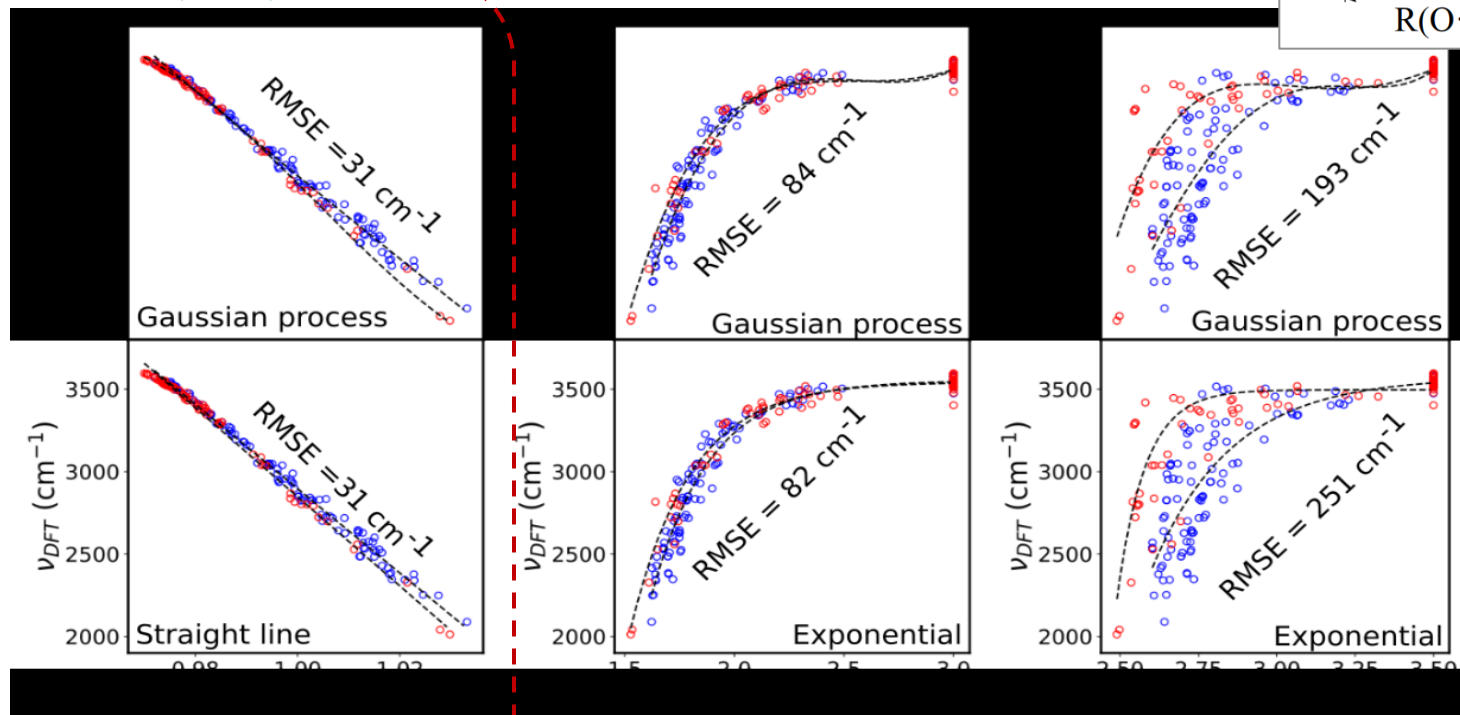 R(O
RMSE =31 cm⁻1
Gaussian process
RMSE = 84 cm⁻1
Gaussian process
RMSE = 193 cm⁻1
Gaussian process
3500
3000
2500
2000
νDFT (cm⁻¹)
RMSE =31 cm⁻1
Straight line
0.98 1.00 1.02
3500
3000
2500
2000
νDFT (cm⁻¹)
RMSE = 82 cm⁻1
Exponential
1.5 2.0 2.5 3.0
3500
3000
2500
2000
νDFT (cm⁻¹)
RMSE = 251 cm⁻1
Exponential
2.50 2.75 3.00 3.25 3.50